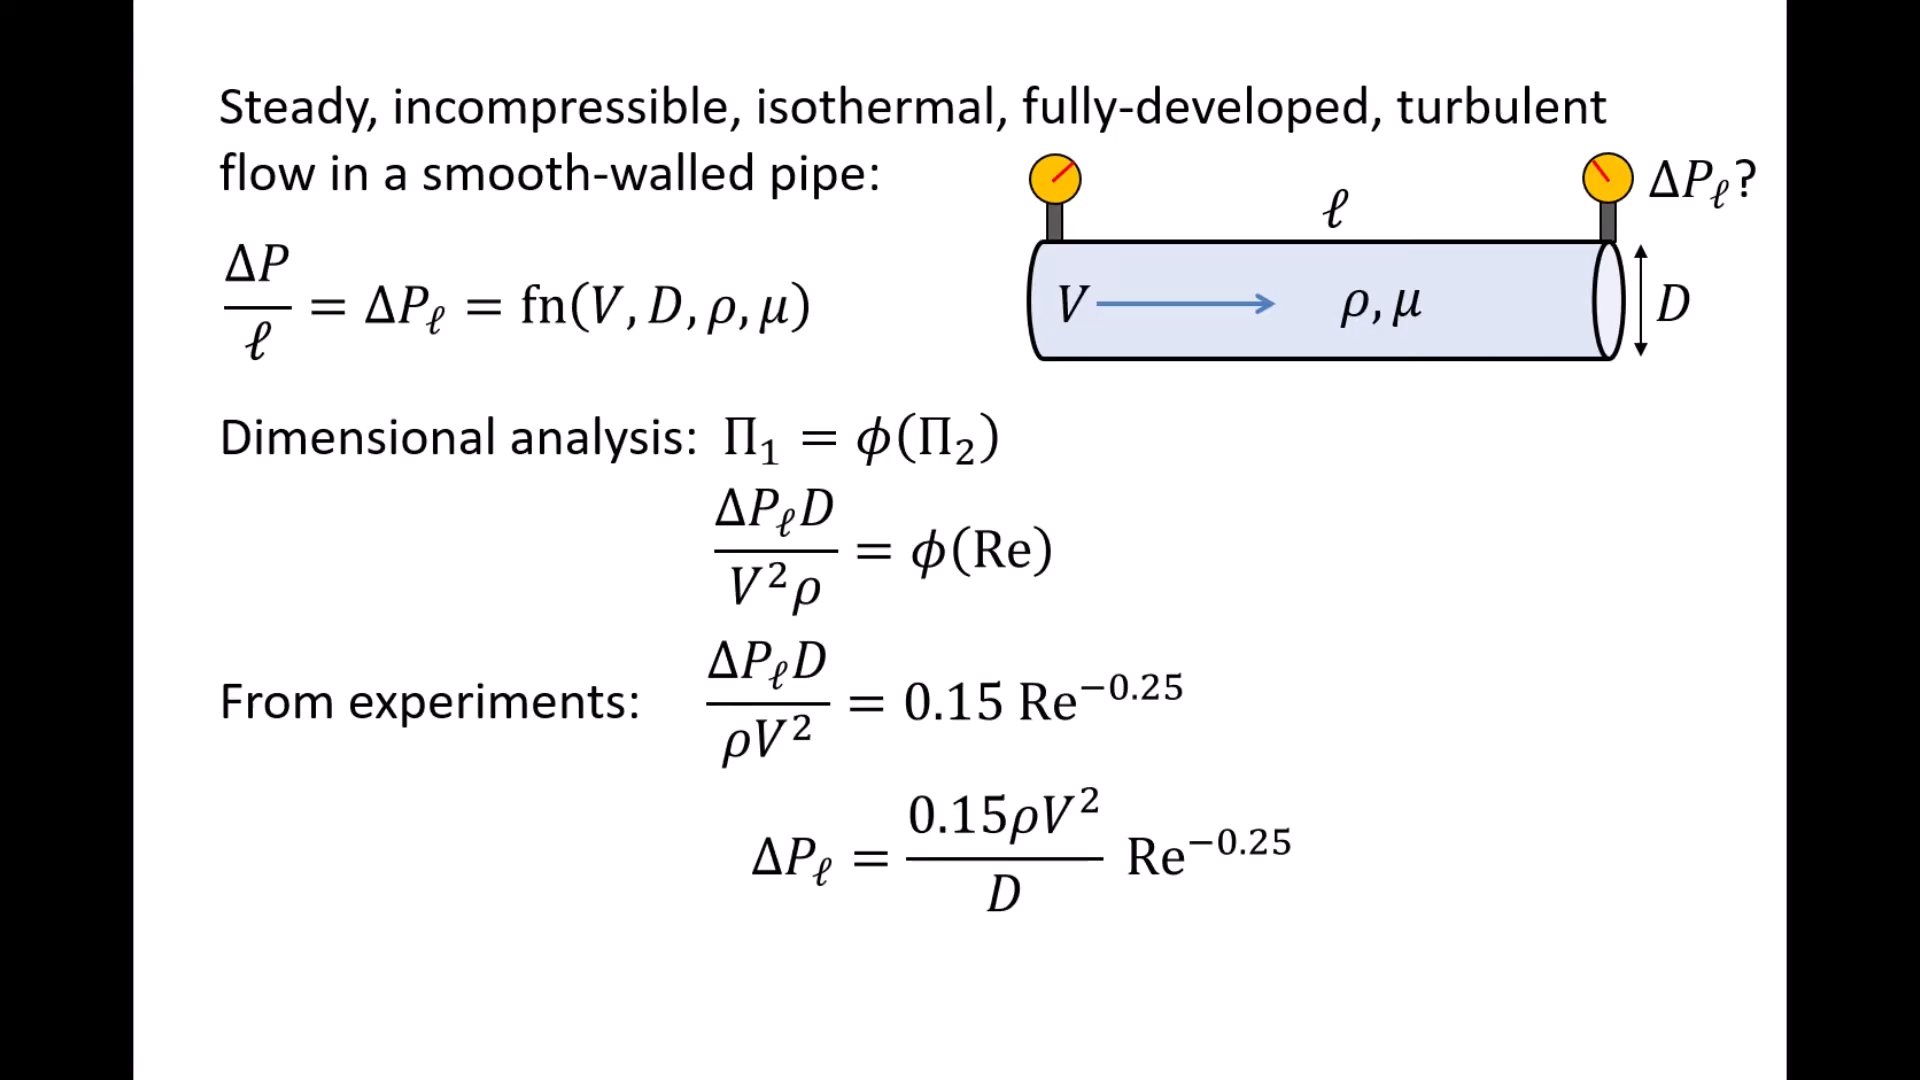 Steady, incompressible, isothermal, fully-developed, turbulent
flow in a smooth-walled pipe:
ΔP/ℓ = ΔP_ℓ = fn(V, D, ρ, μ)
ℓ
ΔP_ℓ?
V
ρ, μ
D
Dimensional analysis: Π₁ = ϕ(Π₂)
ΔP_ℓD/V²ρ = ϕ(Re)
From experiments: ΔP_ℓD/ρV² = 0.15 Re^−0.25
ΔP_ℓ = 0.15ρV²/D Re^−0.25